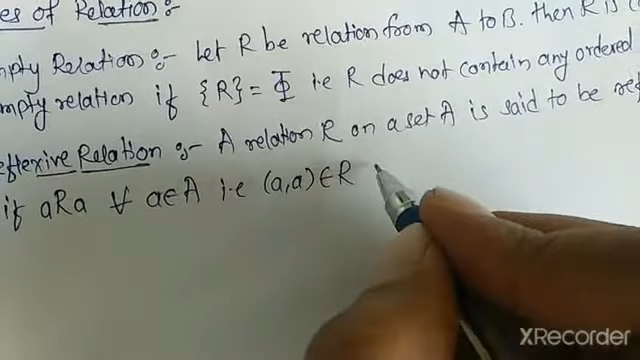 es of Relation:-
mpty Relation :- Let R be relation from A to B. then R is
mpty relation if {R} = Φ i.e R does not contain any ordered
eflexive Relation :- A relation R on a set A is said to be ref
if aRa ∀ a∈A i.e (a,a)∈R
XRecorder